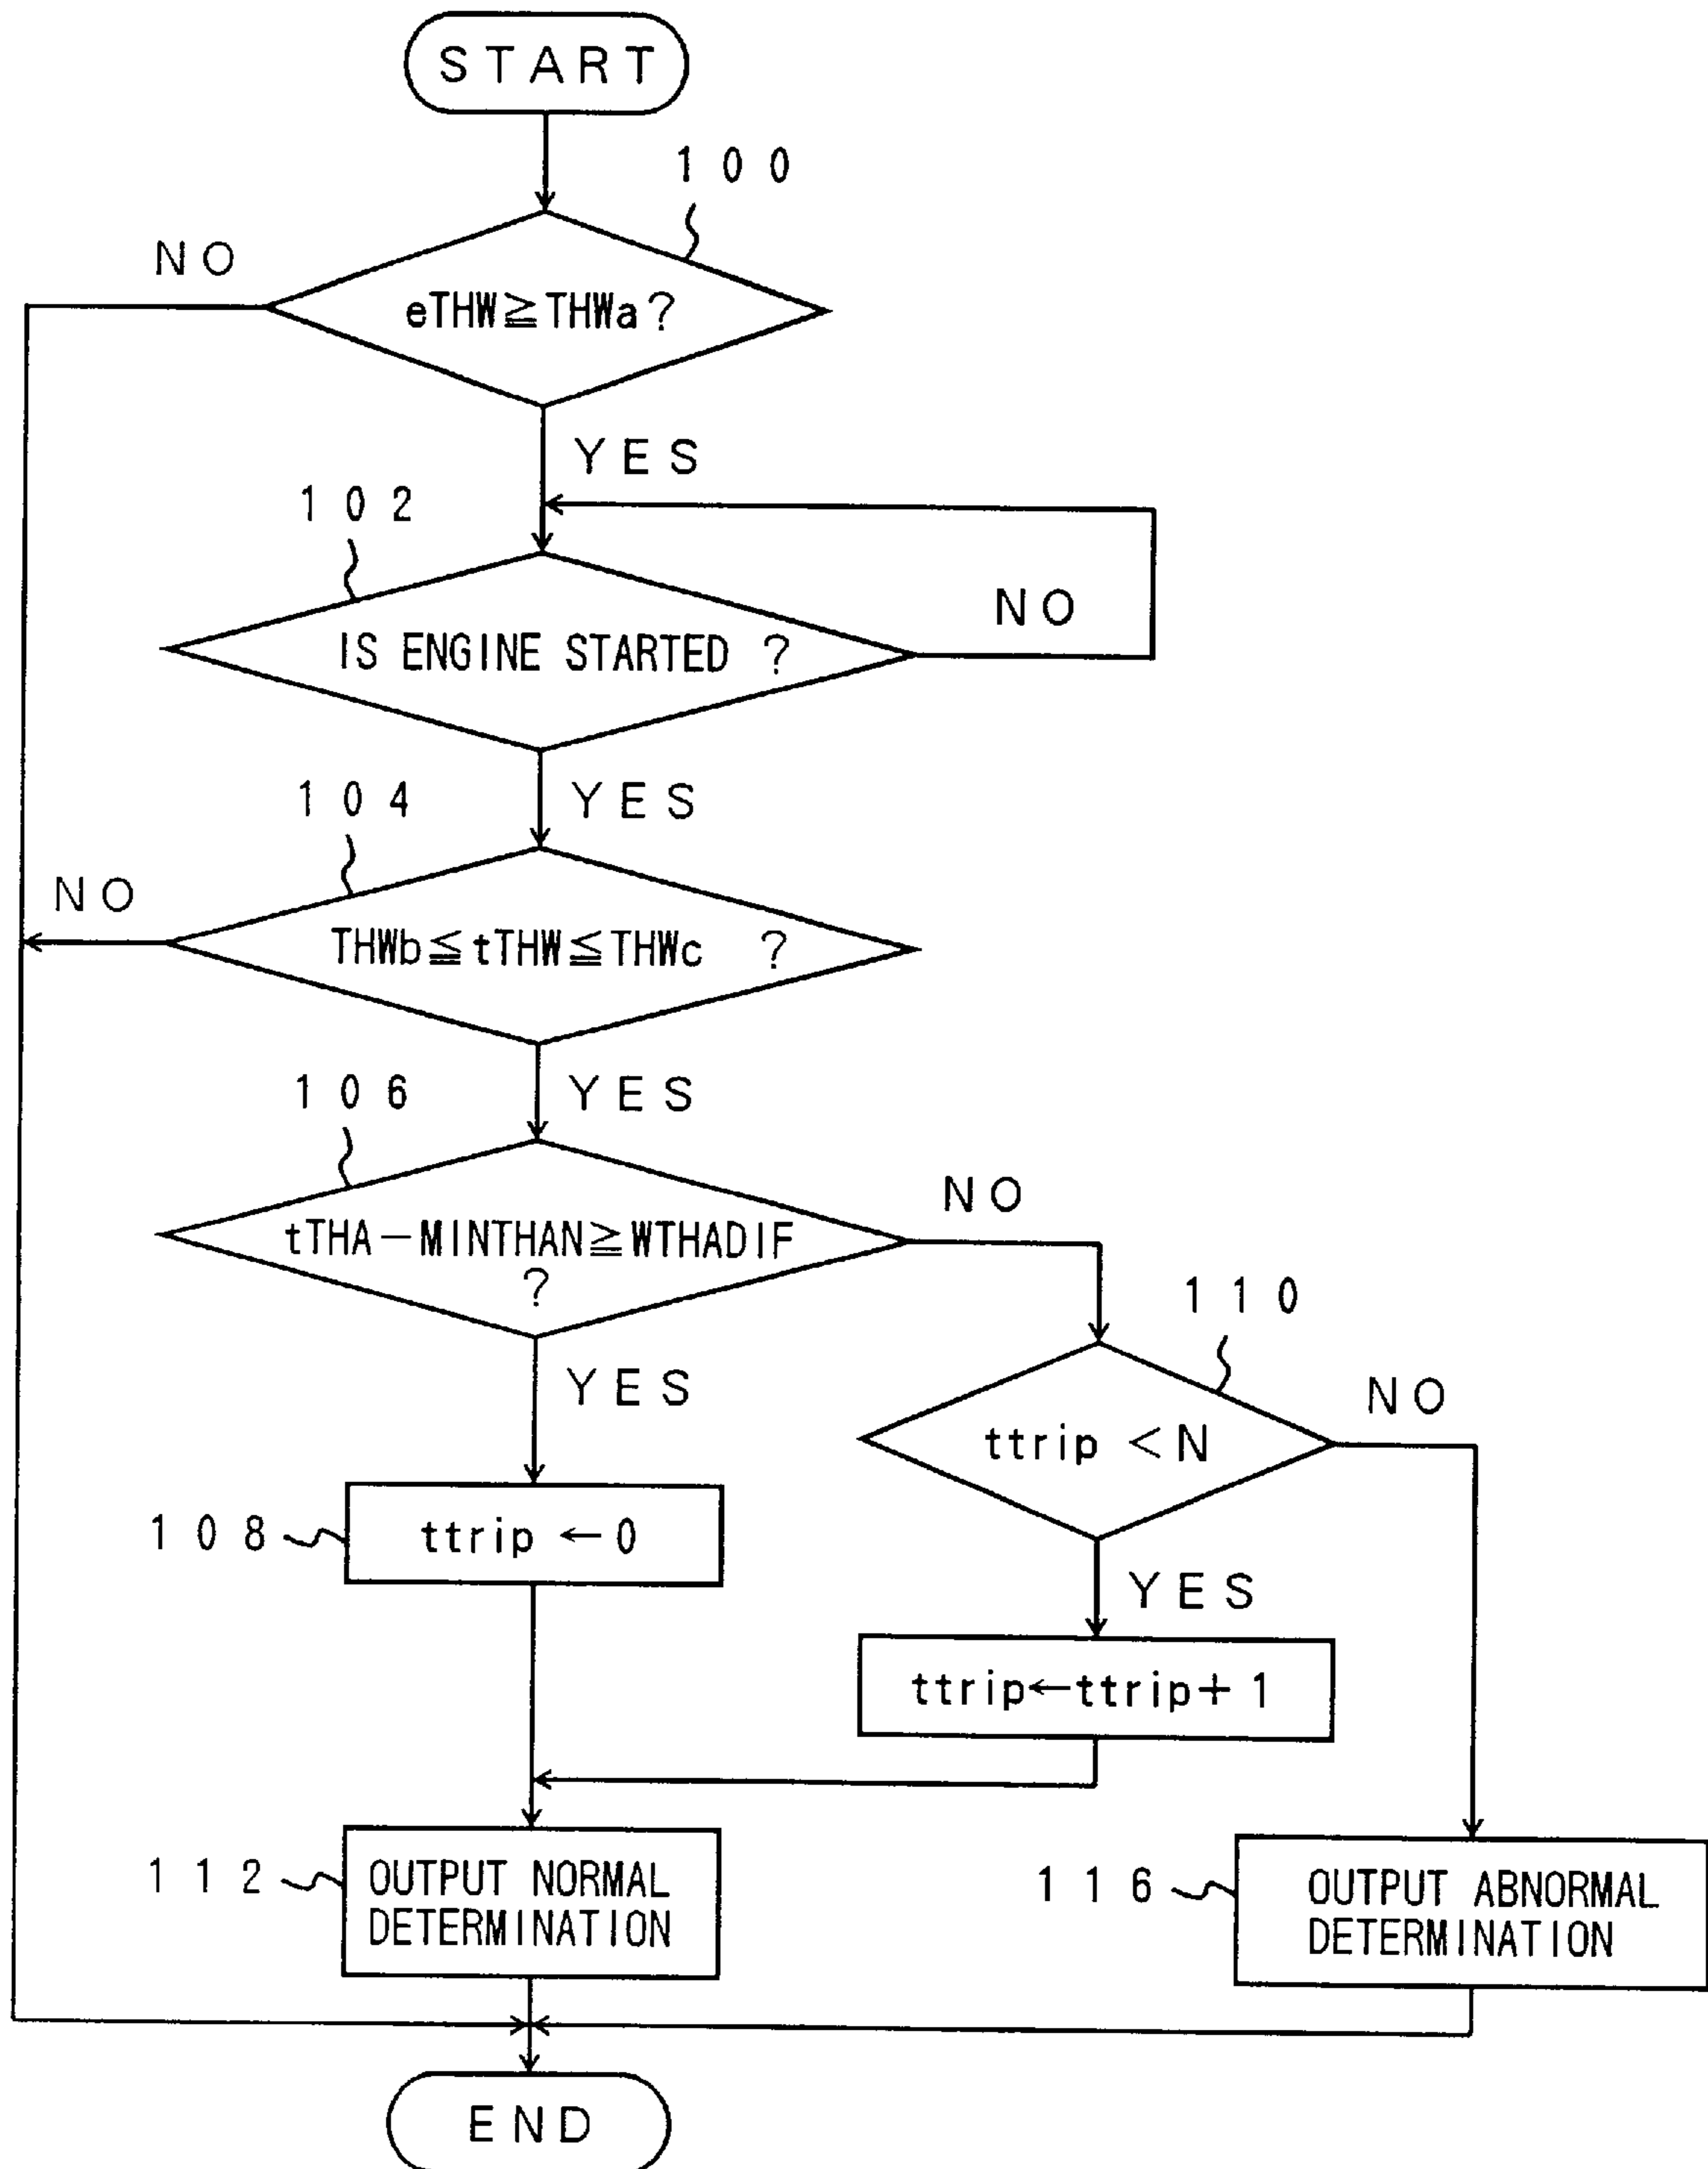 START
100
NO
eTHW≧THWa?
YES
102
NO
IS ENGINE STARTED ?
YES
104
NO
THWb≦tTHW≦THWc ?
YES
106
NO
tTHA-MINTHAN≧WTHADIF
?
110
YES
NO
ttrip <N
108
ttrip ←0
YES
ttrip←ttrip+1
112
OUTPUT NORMAL
DETERMINATION
116
OUTPUT ABNORMAL
DETERMINATION
END